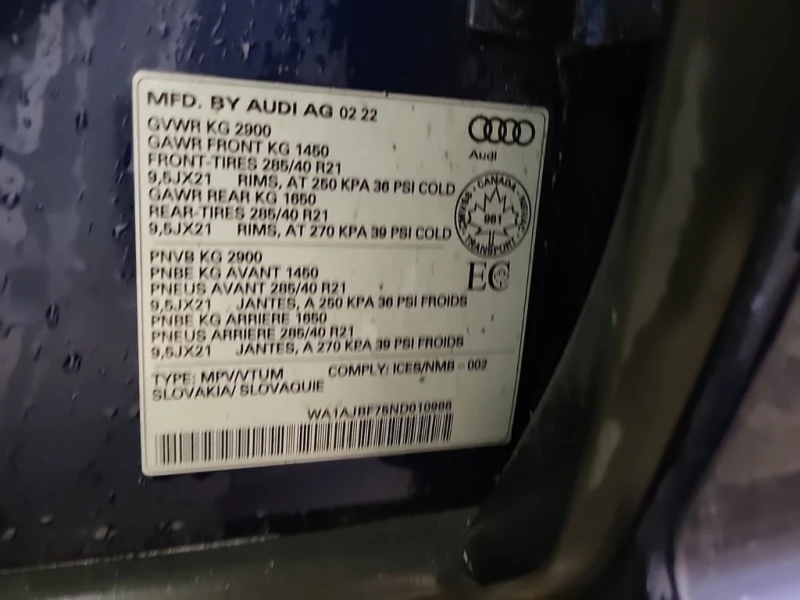 MFD. BY AUDI AG 02 22
GVWR KG 2900
GAWR FRONT KG 1450
FRONT-TIRES 285/40 R21
9,5JX21 RIMS, AT 250 KPA 36 PSI COLD
GAWR REAR KG 1650
REAR-TIRES 285/40 R21
9,5JX21 RIMS, AT 270 KPA 39 PSI COLD
Audi
CANADA
961
TRANSPORT
PNVB KG 2900
PNBE KG AVANT 1450
PNEUS AVANT 285/40 R21
9,5JX21 JANTES, A 250 KPA 36 PSI FROIDS
PNBE KG ARRIERE 1650
PNEUS ARRIERE 285/40 R21
9,5JX21 JANTES, A 270 KPA 39 PSI FROIDS
EC
TYPE: MPV/VTUM COMPLY: ICES/NMB-002
SLOVAKIA/ SLOVAQUIE